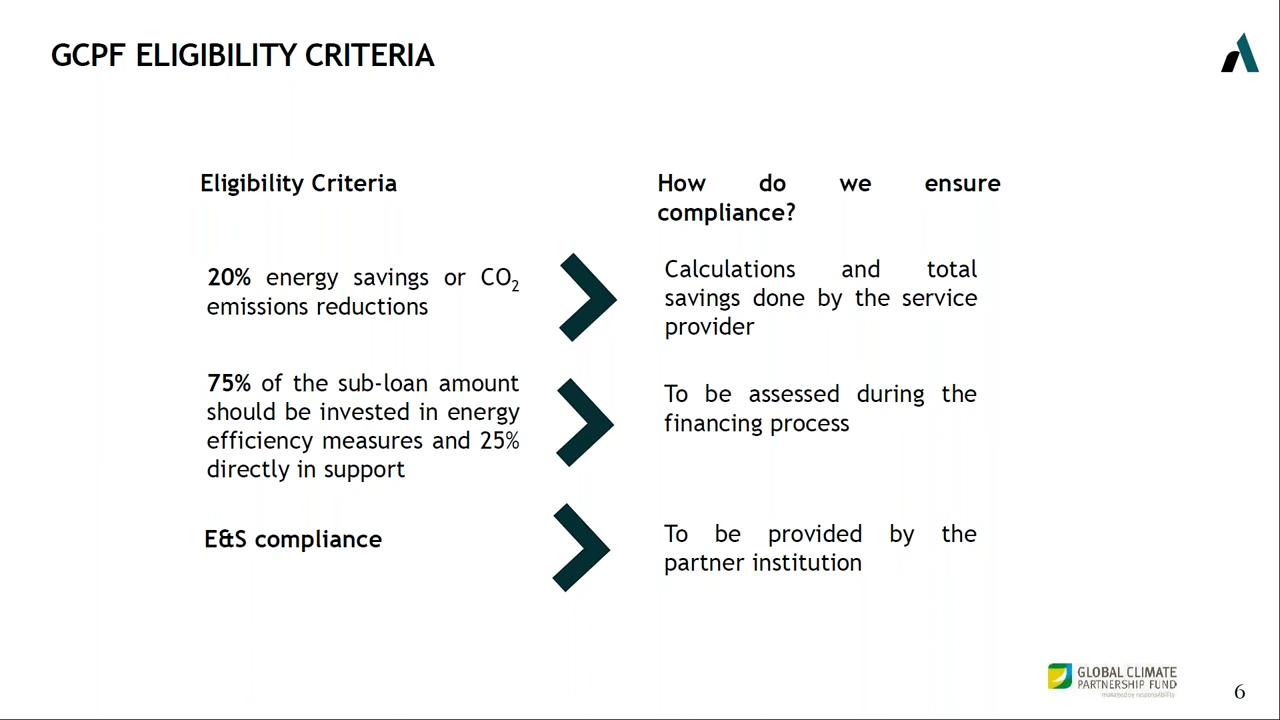 GCPF ELIGIBILITY CRITERIA
Eligibility Criteria
How do we ensure
compliance?
20% energy savings or CO₂
emissions reductions
Calculations and total
savings done by the service
provider
75% of the sub-loan amount
should be invested in energy
efficiency measures and 25%
directly in support
To be assessed during the
financing process
E&S compliance
To be provided by the
partner institution
GLOBAL CLIMATE
PARTNERSHIP FUND
managed by responsAbility
6